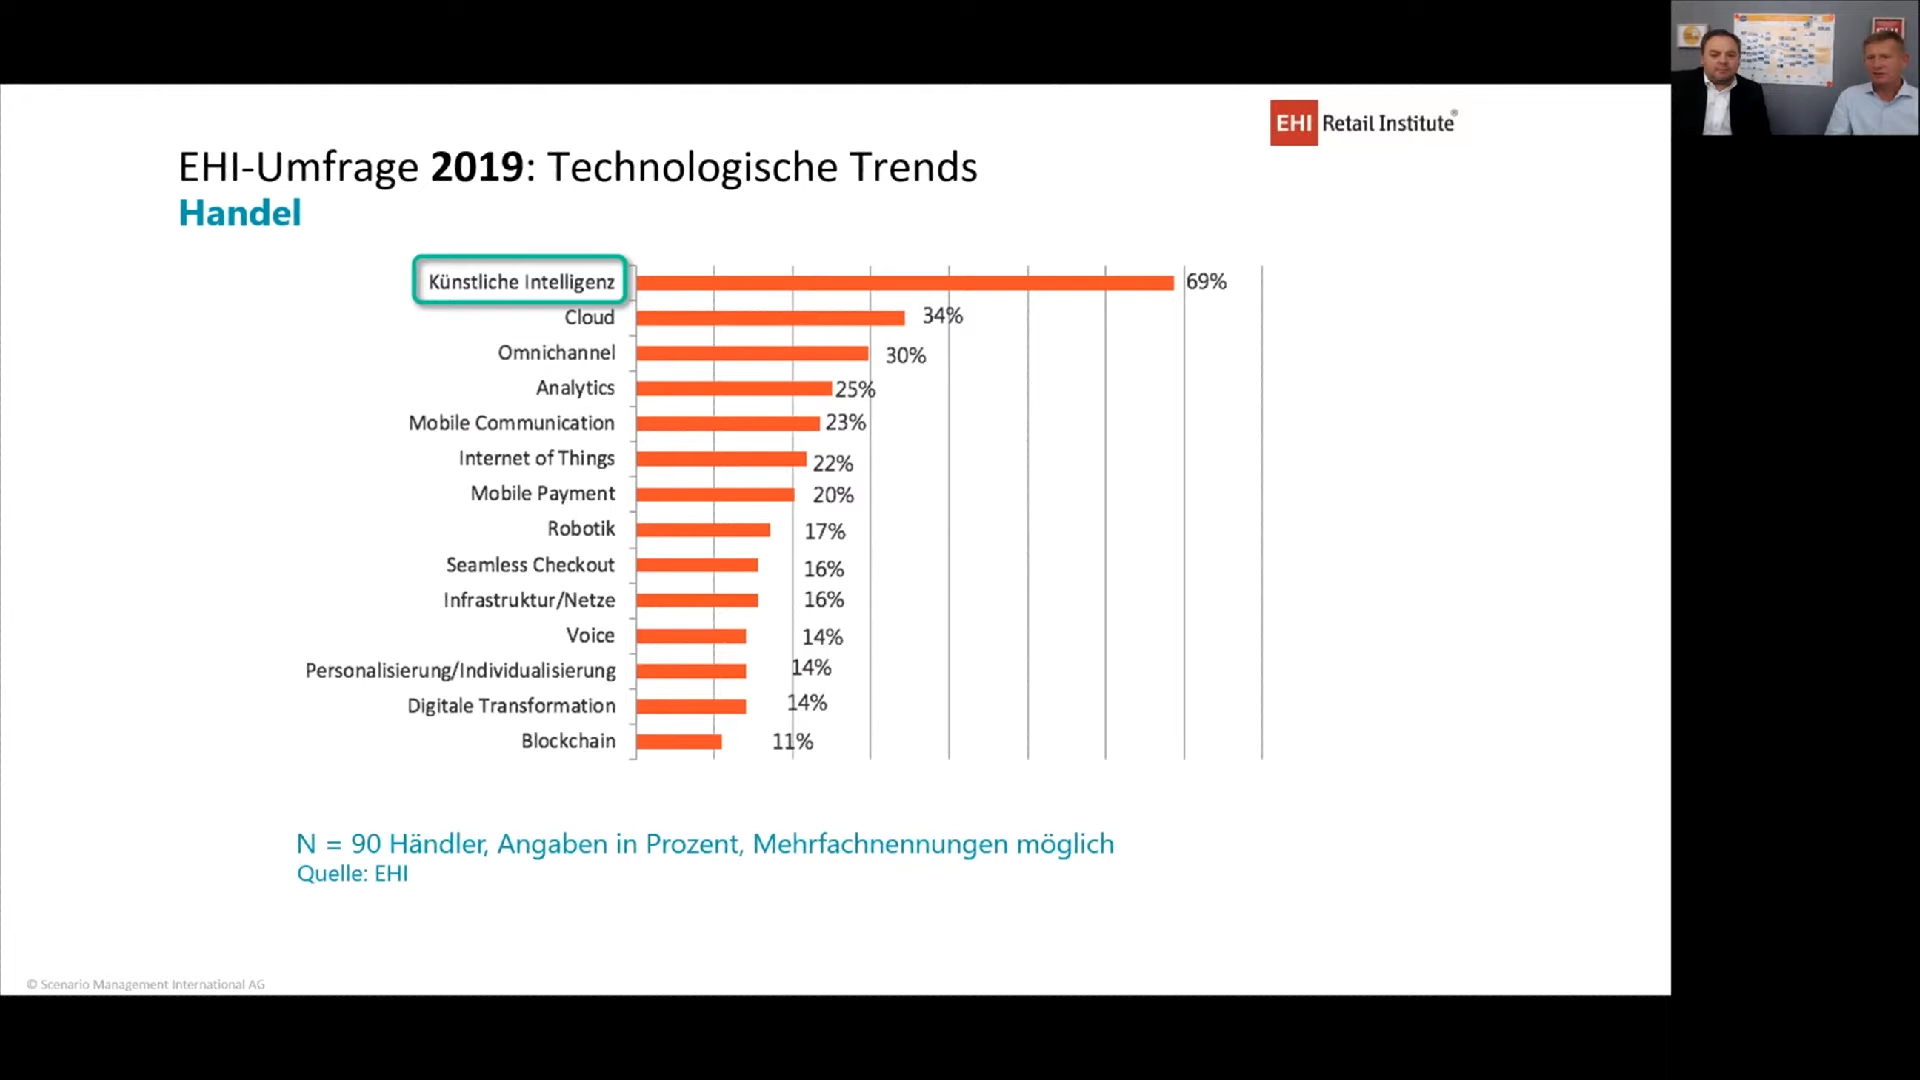 EHI Retail Institute®
EHI-Umfrage 2019: Technologische Trends
Handel
Künstliche Intelligenz 69%
Cloud 34%
Omnichannel 30%
Analytics 25%
Mobile Communication 23%
Internet of Things 22%
Mobile Payment 20%
Robotik 17%
Seamless Checkout 16%
Infrastruktur/Netze 16%
Voice 14%
Personalisierung/Individualisierung 14%
Digitale Transformation 14%
Blockchain 11%
N = 90 Händler, Angaben in Prozent, Mehrfachnennungen möglich
Quelle: EHI
© Scenario Management International AG